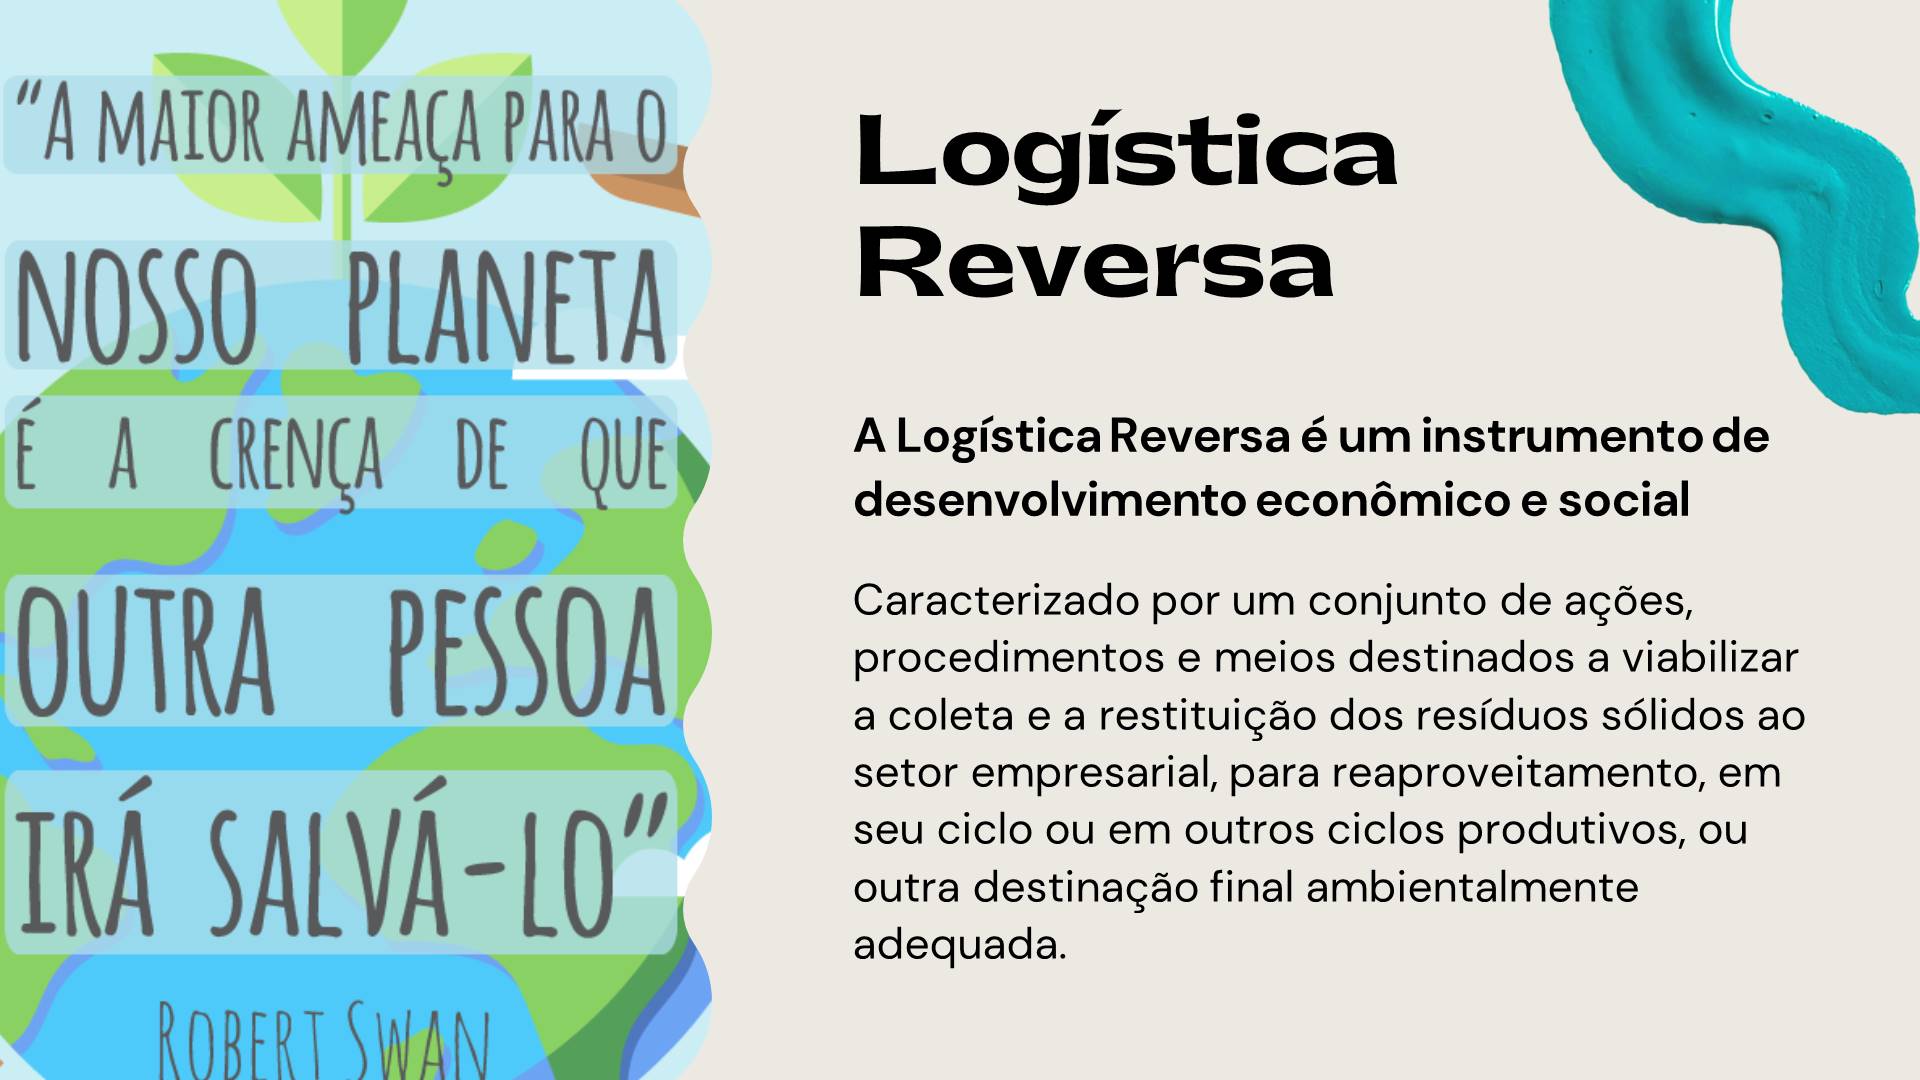 “A MAIOR AMEAÇA PARA O
NOSSO PLANETA
É A CRENÇA DE QUE
OUTRA PESSOA
IRÁ SALVÁ-LO”
ROBERT SWAN
Logística
Reversa
A Logística Reversa é um instrumento de
desenvolvimento econômico e social
Caracterizado por um conjunto de ações,
procedimentos e meios destinados a viabilizar
a coleta e a restituição dos resíduos sólidos ao
setor empresarial, para reaproveitamento, em
seu ciclo ou em outros ciclos produtivos, ou
outra destinação final ambientalmente
adequada.